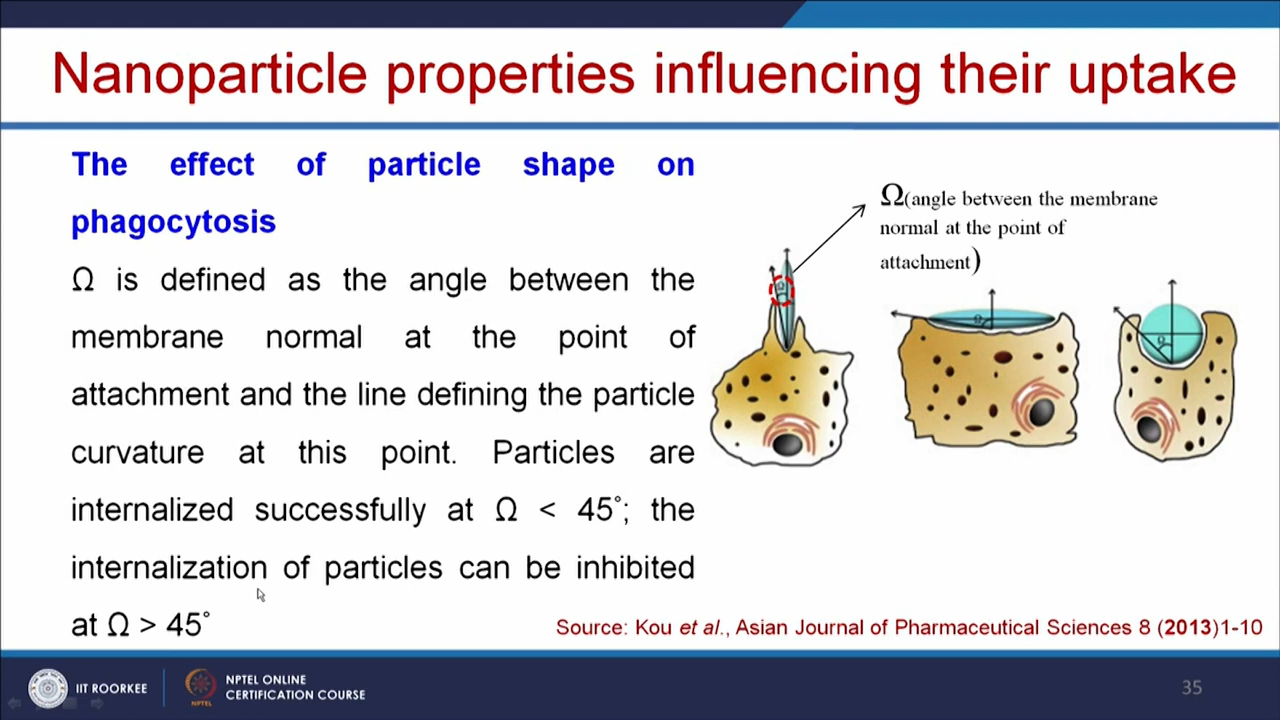 Nanoparticle properties influencing their uptake
The effect of particle shape on
phagocytosis
Ω is defined as the angle between the
membrane normal at the point of
attachment and the line defining the particle
curvature at this point. Particles are
internalized successfully at Ω < 45˚; the
internalization of particles can be inhibited
at Ω > 45˚
Ω(angle between the membrane
normal at the point of
attachment)
Ω
Ω
Ω
Source: Kou et al., Asian Journal of Pharmaceutical Sciences 8 (2013)1-10
IIT ROORKEE
NPTEL ONLINE
CERTIFICATION COURSE
NPTEL
35